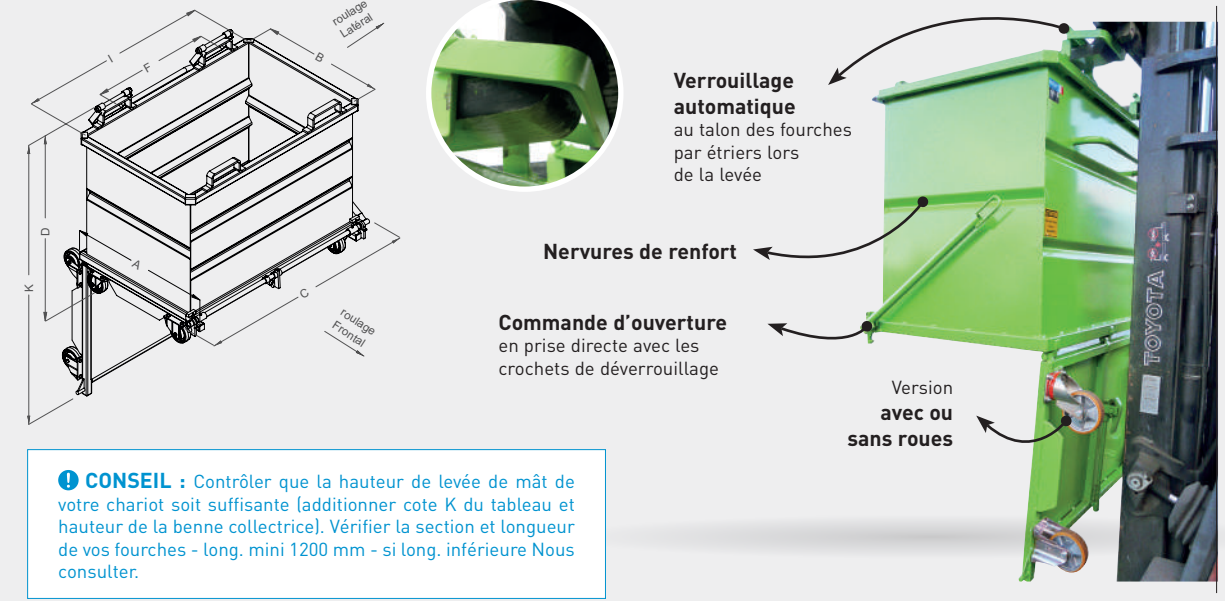 roulage
Latéral
I
F
B
D
A
K
C
roulage
Frontal
Verrouillage
automatique
au talon des fourches
par étriers lors
de la levée
Nervures de renfort
Commande d'ouverture
en prise directe avec les
crochets de déverrouillage
Version
avec ou
sans roues
TOYOTA
! CONSEIL : Contrôler que la hauteur de levée de mât de
votre chariot soit suffisante (additionner cote K du tableau et
hauteur de la benne collectrice). Vérifier la section et longueur
de vos fourches - long. mini 1200 mm - si long. inférieure Nous
consulter.